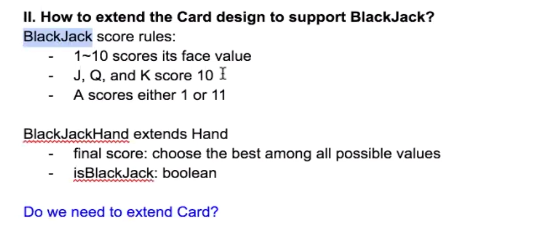 II. How to extend the Card design to support BlackJack?
BlackJack score rules:
- 1~10 scores its face value
- J, Q, and K score 10
- A scores either 1 or 11
BlackJackHand extends Hand
- final score: choose the best among all possible values
- isBlackJack: boolean
Do we need to extend Card?